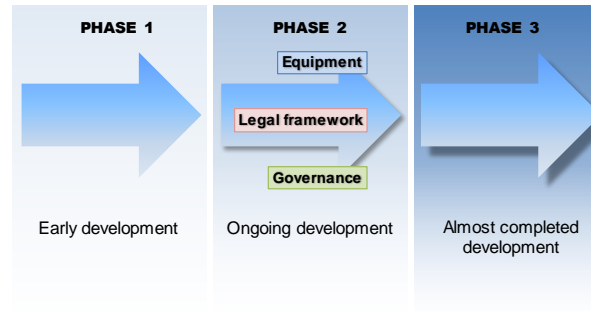 PHASE 1
Early development
PHASE 2
Equipment
Legal framework
Governance
Ongoing development
PHASE 3
Almost completed
development